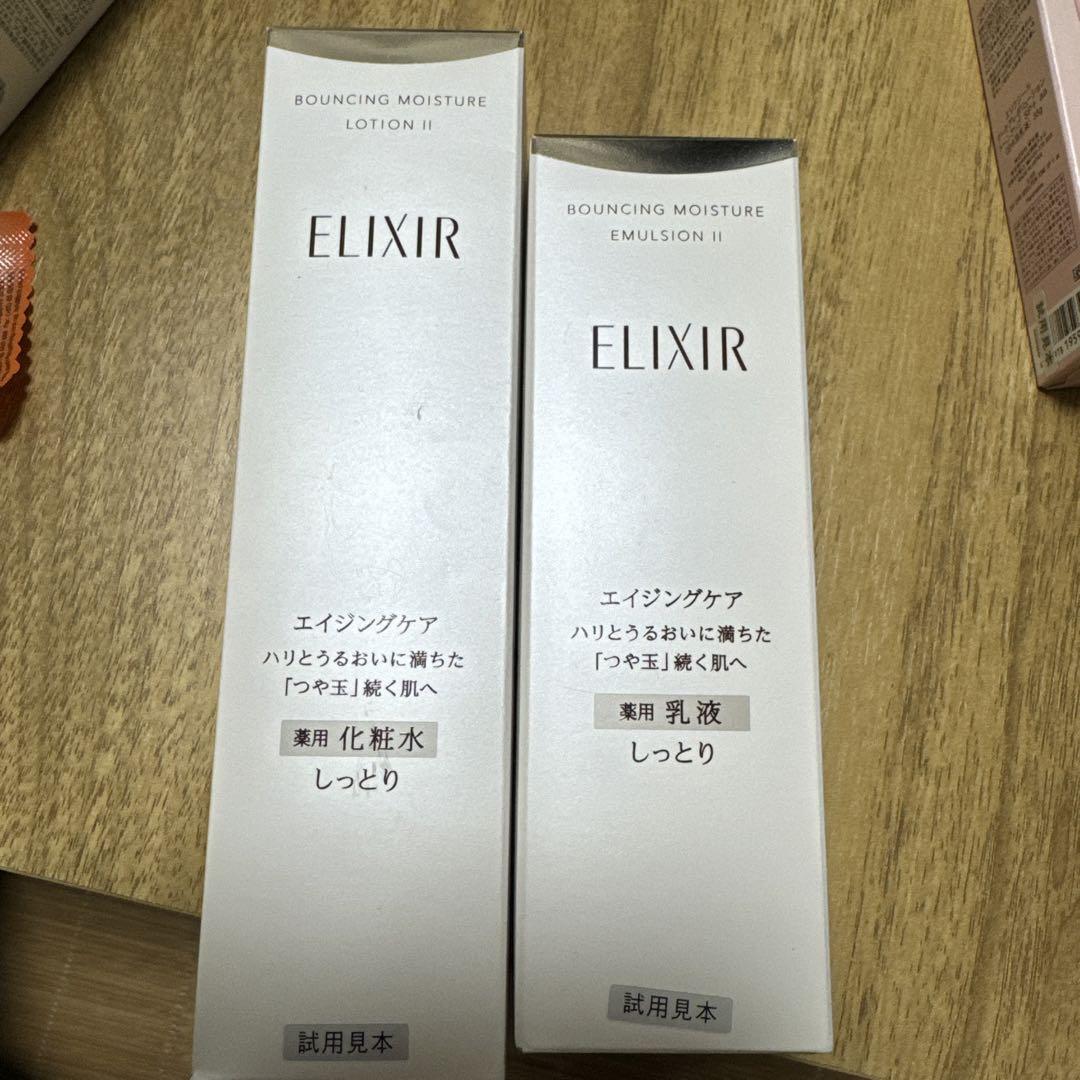 BOUNCING MOISTURE
LOTION II
ELIXIR
エイジングケア
ハリとうるおいに満ちた
「つや玉」続く肌へ
薬用 化粧水
しっとり
試用見本
BOUNCING MOISTURE
EMULSION II
ELIXIR
エイジングケア
ハリとうるおいに満ちた
「つや玉」続く肌へ
薬用 乳液
しっとり
試用見本